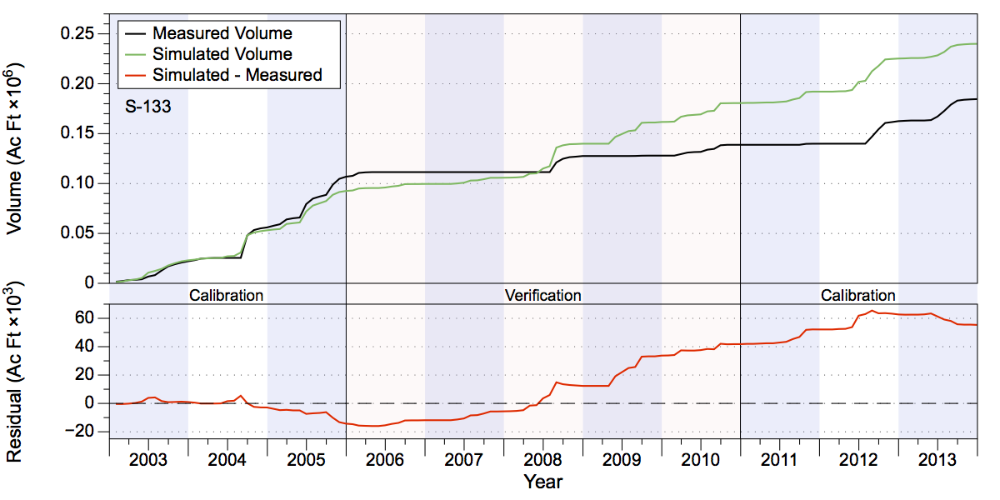 Measured Volume
Simulated Volume
Simulated - Measured
S-133
Volume (Ac Ft ×10⁶)
0.25
0.20
0.15
0.10
0.05
0
Calibration Verification Calibration
Residual (Ac Ft ×10³)
60
40
20
0
−20
2003 2004 2005 2006 2007 2008 2009 2010 2011 2012 2013
Year